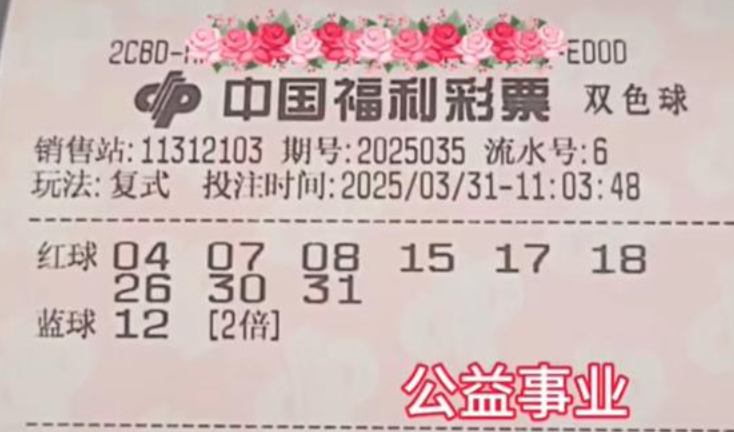 2CBD- -EDOD
中国福利彩票 双色球
销售站:11312103 期号:2025035 流水号:6
玩法:复式 投注时间:2025/03/31-11:03:48
红球 04 07 08 15 17 18
26 30 31
蓝球 12 [2倍]
公益事业